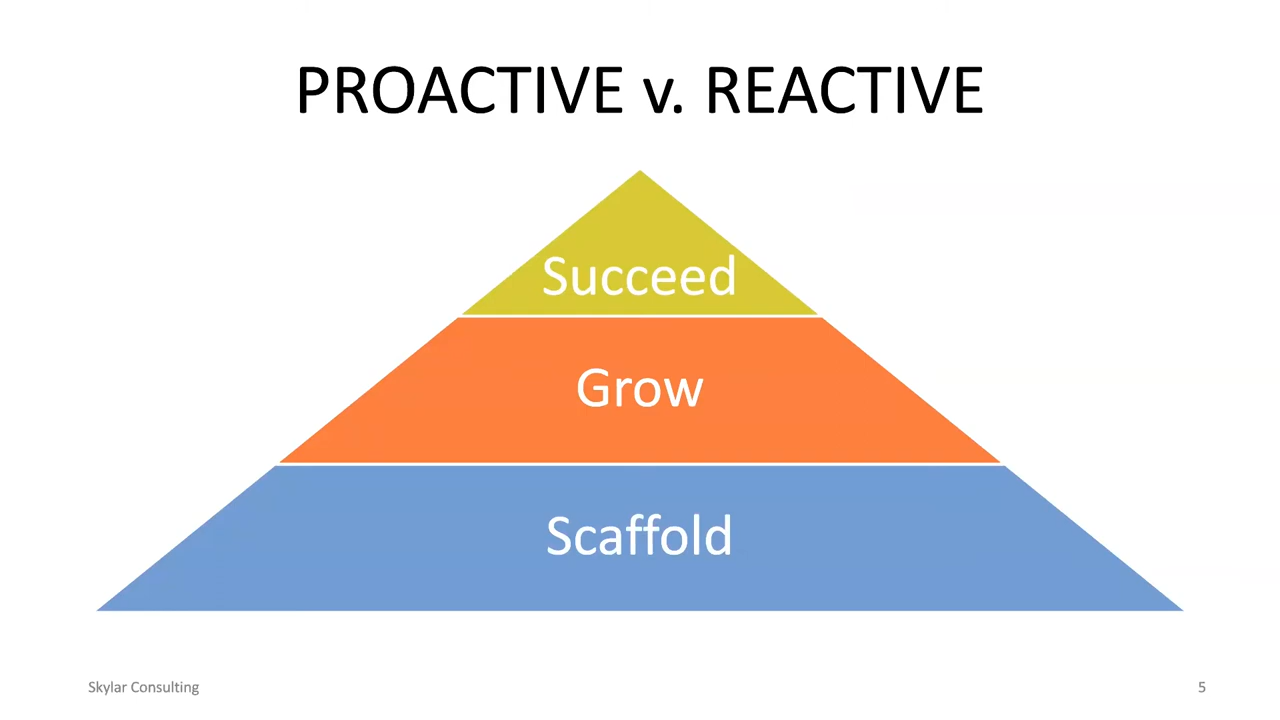 PROACTIVE v. REACTIVE
Succeed
Grow
Scaffold
Skylar Consulting
5